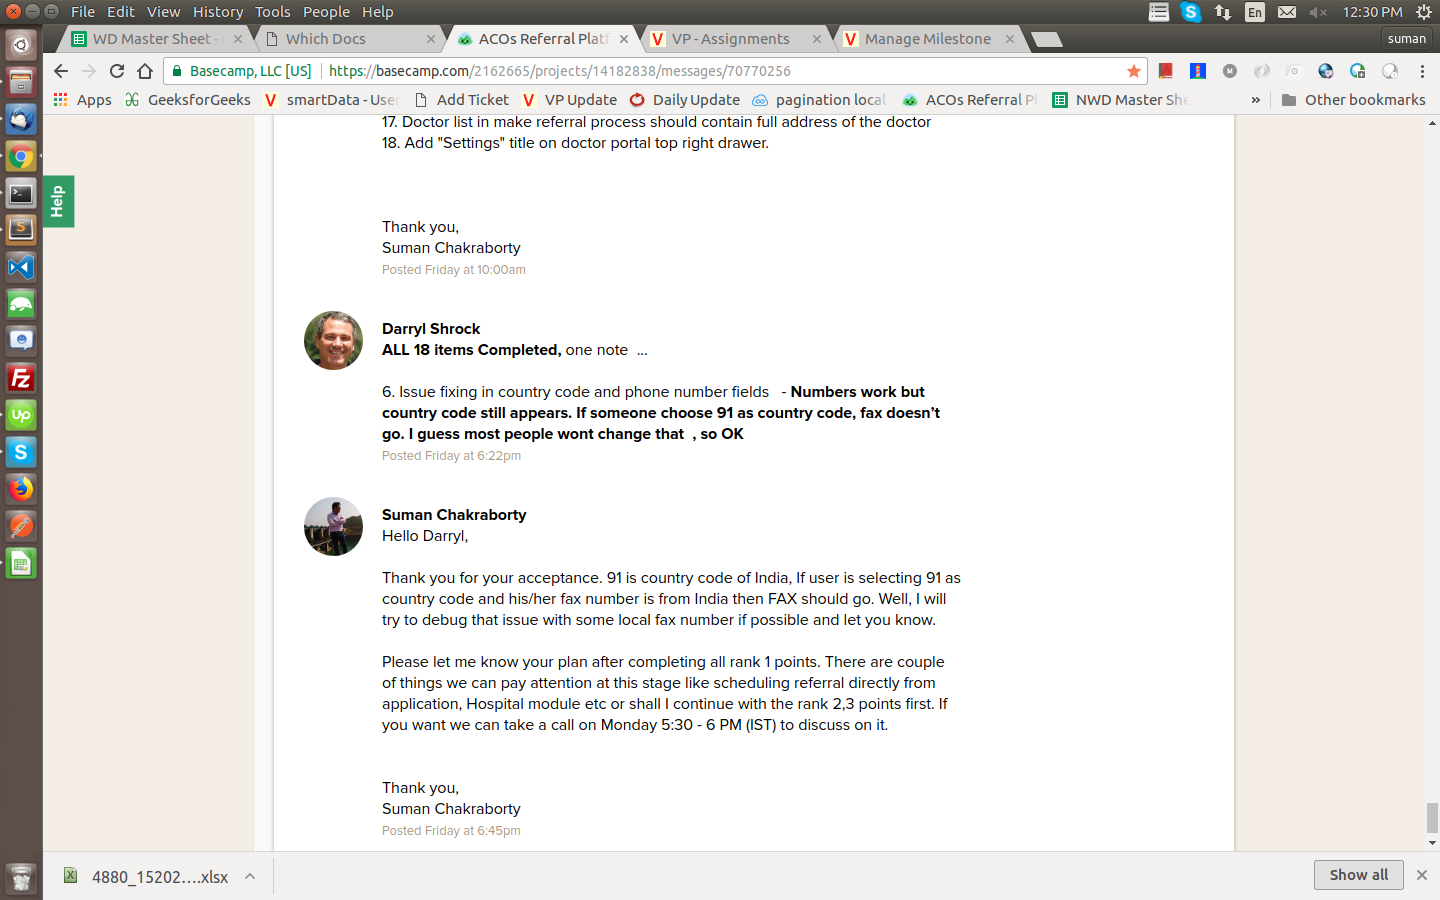 File Edit View History Tools People Help
En
12:30 PM
WD Master Sheet -
Which Docs
ACOs Referral Platf
VP - Assignments
Manage Milestone
suman
Basecamp, LLC [US]
https://basecamp.com/2162665/projects/14182838/messages/70770256
Apps
GeeksforGeeks
smartData - User
Add Ticket
VP Update
Daily Update
pagination local
ACOs Referral Pl
NWD Master She
»
Other bookmarks
Help
17. Doctor list in make referral process should contain full address of the doctor
18. Add "Settings" title on doctor portal top right drawer.
Thank you,
Suman Chakraborty
Posted Friday at 10:00am
Darryl Shrock
ALL 18 items Completed, one note ...
6. Issue fixing in country code and phone number fields - Numbers work but
country code still appears. If someone choose 91 as country code, fax doesn’t
go. I guess most people wont change that , so OK
Posted Friday at 6:22pm
Suman Chakraborty
Hello Darryl,
Thank you for your acceptance. 91 is country code of India, If user is selecting 91 as
country code and his/her fax number is from India then FAX should go. Well, I will
try to debug that issue with some local fax number if possible and let you know.
Please let me know your plan after completing all rank 1 points. There are couple
of things we can pay attention at this stage like scheduling referral directly from
application, Hospital module etc or shall I continue with the rank 2,3 points first. If
you want we can take a call on Monday 5:30 - 6 PM (IST) to discuss on it.
Thank you,
Suman Chakraborty
Posted Friday at 6:45pm
4880_15202....xlsx
Show all